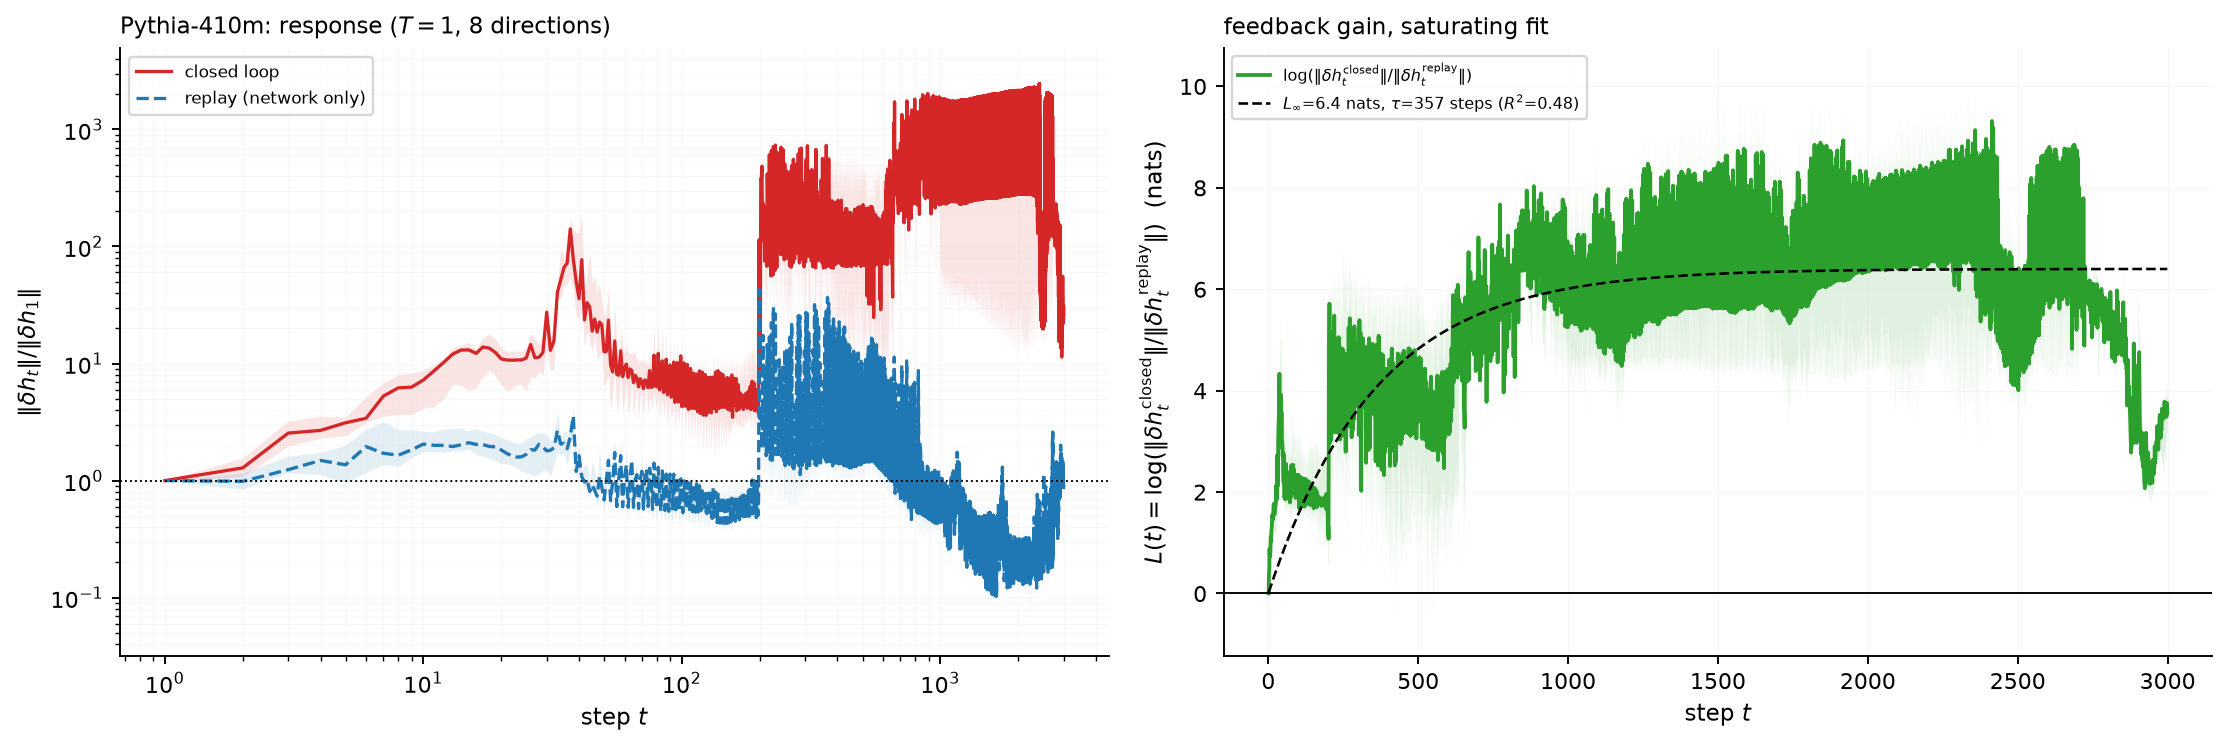 Pythia-410m: response (T = 1, 8 directions)
closed loop
replay (network only)
‖δh_t‖/‖δh_1‖
10^3
10^2
10^1
10^0
10^−1
10^0 10^1 10^2 10^3
step t
feedback gain, saturating fit
log(‖δh_t^closed‖/‖δh_t^replay‖)
L_∞=6.4 nats, τ=357 steps (R^2=0.48)
L(t) = log(‖δh_t^closed‖/‖δh_t^replay‖) (nats)
10
8
6
4
2
0
0 500 1000 1500 2000 2500 3000
step t